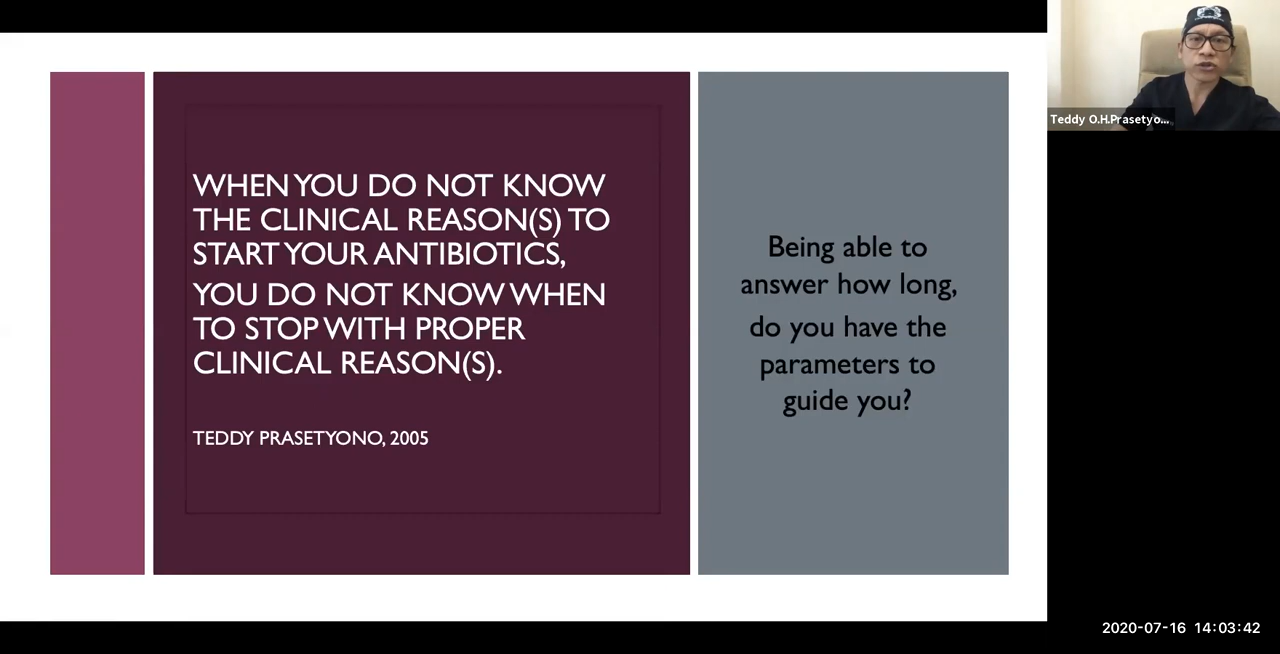 WHEN YOU DO NOT KNOW
THE CLINICAL REASON(S) TO
START YOUR ANTIBIOTICS,
YOU DO NOT KNOW WHEN
TO STOP WITH PROPER
CLINICAL REASON(S).
TEDDY PRASETYONO, 2005
Being able to
answer how long,
do you have the
parameters to
guide you?
Teddy O.H.Prasetyo...
2020-07-16 14:03:42